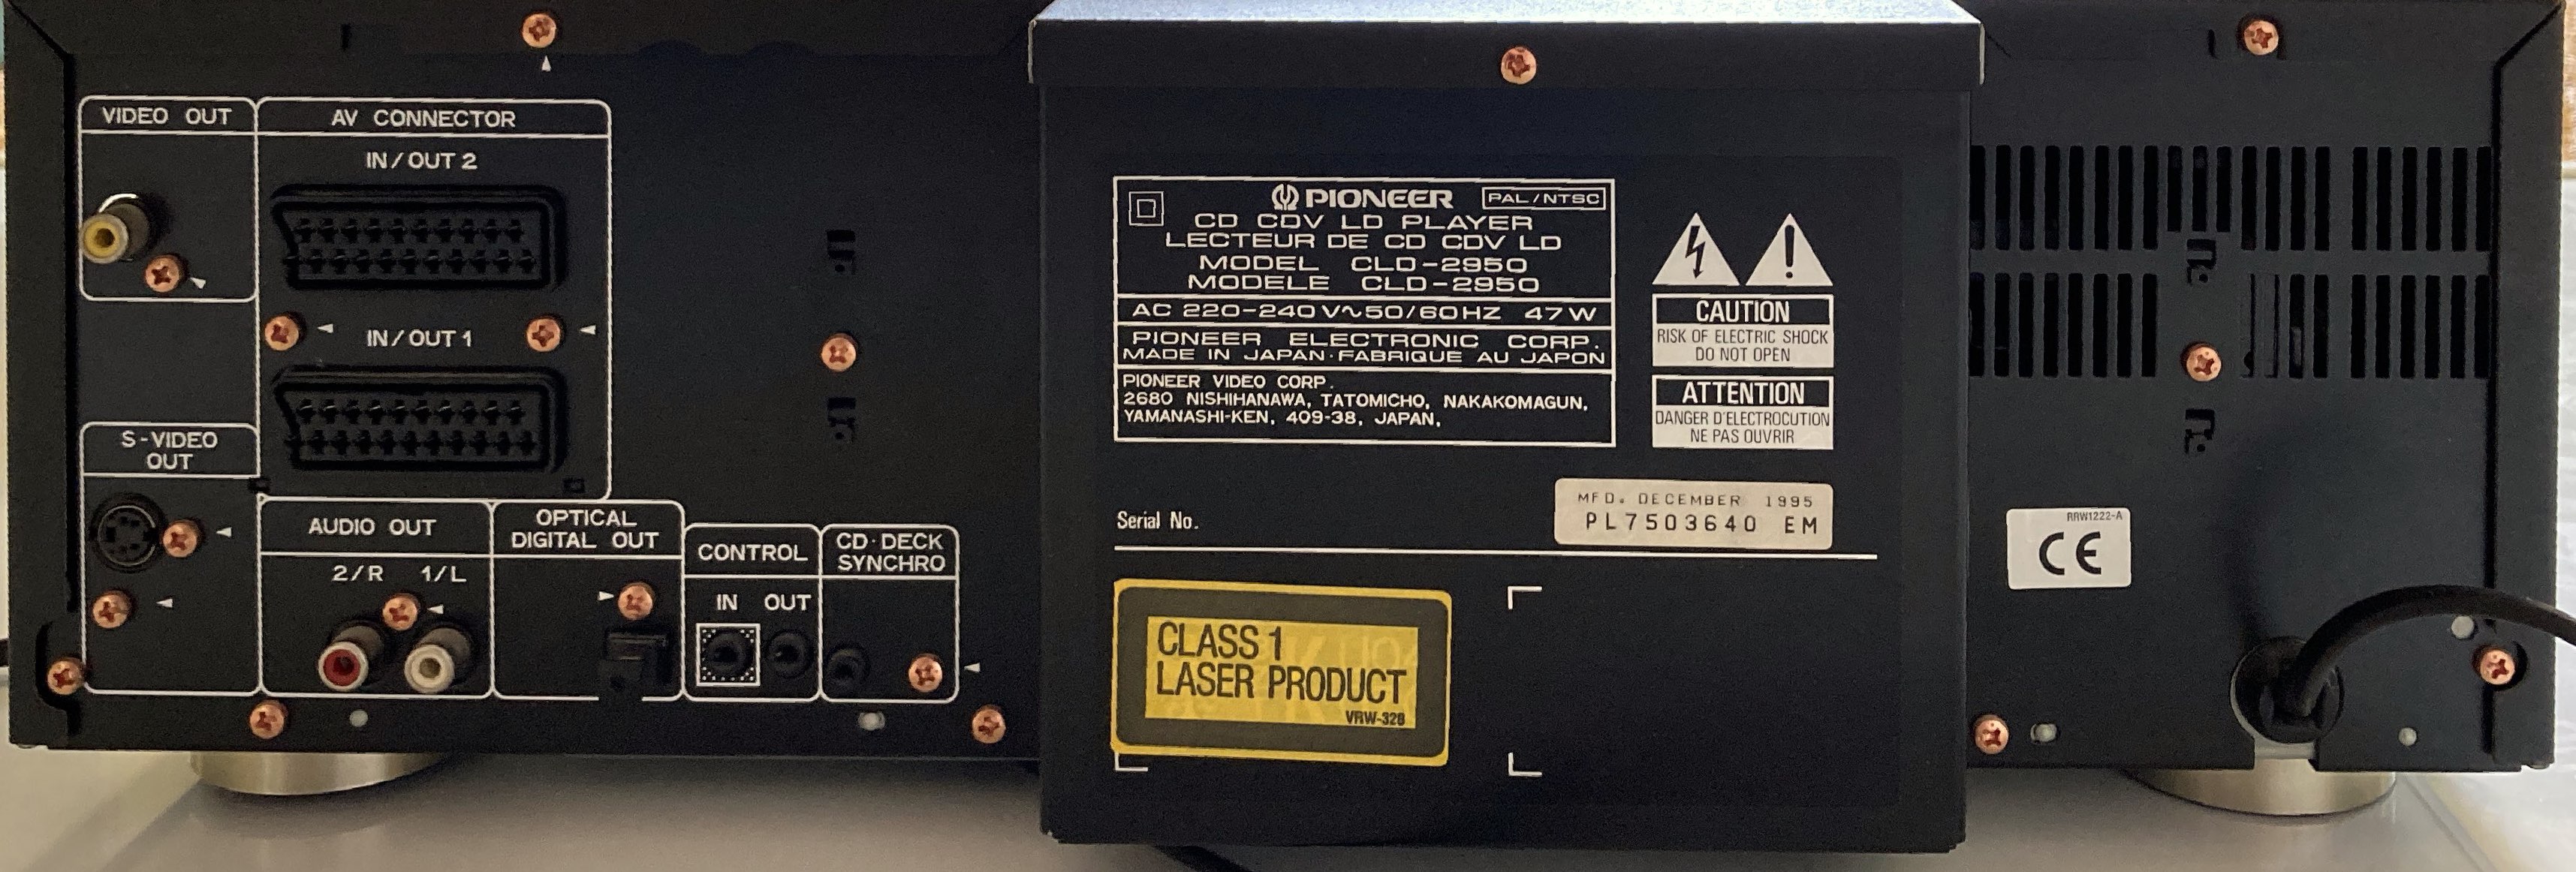 VIDEO OUT
AV CONNECTOR
IN/OUT 2
IN/OUT 1
S-VIDEO
OUT
AUDIO OUT
2/R 1/L
OPTICAL
DIGITAL OUT
CONTROL
IN OUT
CD·DECK
SYNCHRO
PIONEER PAL/NTSC
CD CDV LD PLAYER
LECTEUR DE CD CDV LD
MODEL CLD-2950
MODELE CLD-2950
AC 220-240V~50/60HZ 47W
PIONEER ELECTRONIC CORP.
MADE IN JAPAN·FABRIQUE AU JAPON
PIONEER VIDEO CORP.
2680 NISHIHANAWA, TATOMICHO, NAKAKOMAGUN,
YAMANASHI-KEN, 409-38, JAPAN,
CAUTION
RISK OF ELECTRIC SHOCK
DO NOT OPEN
ATTENTION
DANGER D'ELECTROCUTION
NE PAS OUVRIR
Serial No.
MFD. DECEMBER 1995
PL7503640 EM
CLASS 1
LASER PRODUCT
VRW-328
RRW1222-A
CE